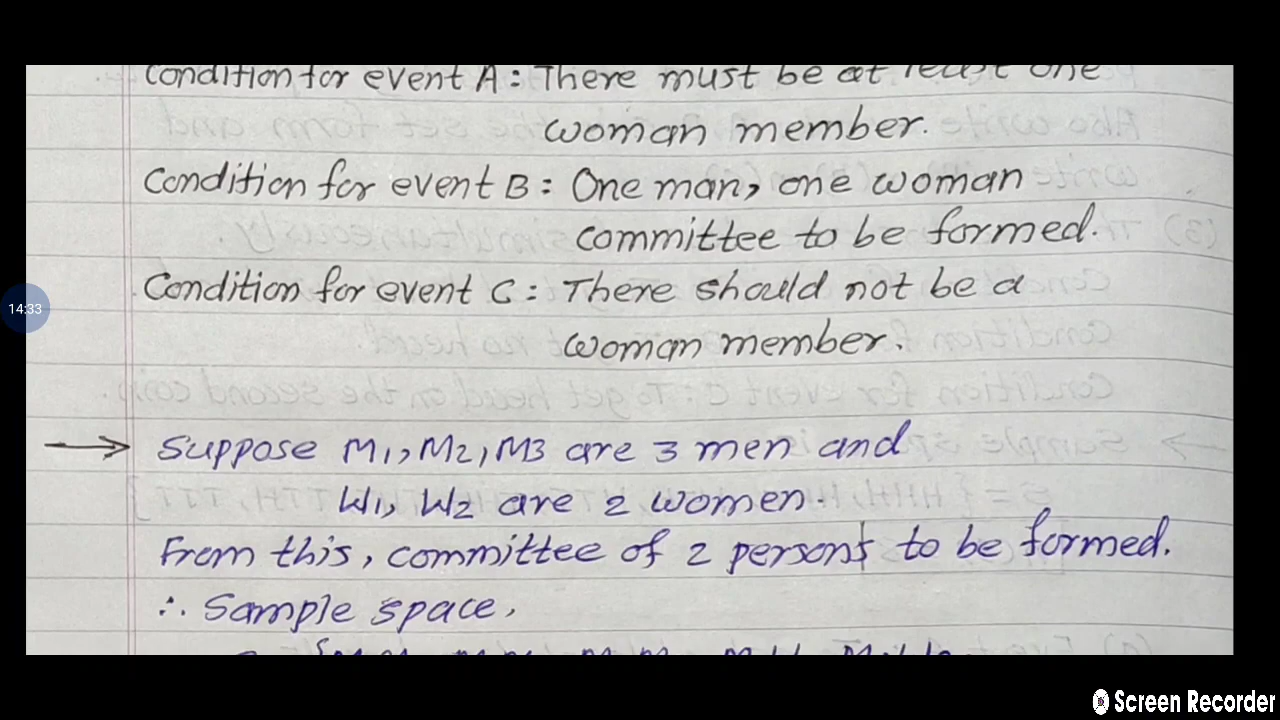 Condition for event A : There must be at least one
woman member.
Condition for event B : One man, one woman
committee to be formed.
Condition for event C : There should not be a
woman member.
14:33
→ Suppose M1, M2, M3 are 3 men and
W1, W2 are 2 women.
From this, committee of 2 persons to be formed.
∴ Sample space,
Screen Recorder